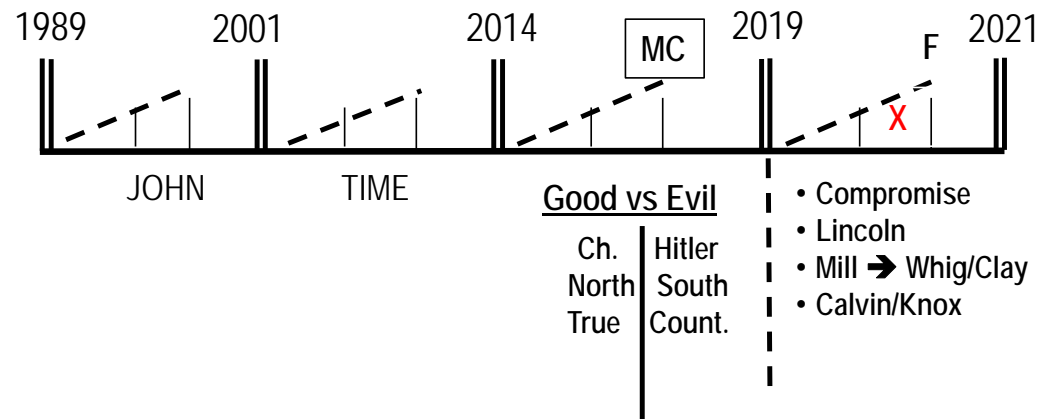 1989 2001 2014 2019 2021
MC
F
X
JOHN TIME
Good vs Evil
Ch. Hitler
North South
True Count.
• Compromise
• Lincoln
• Mill ➔ Whig/Clay
• Calvin/Knox